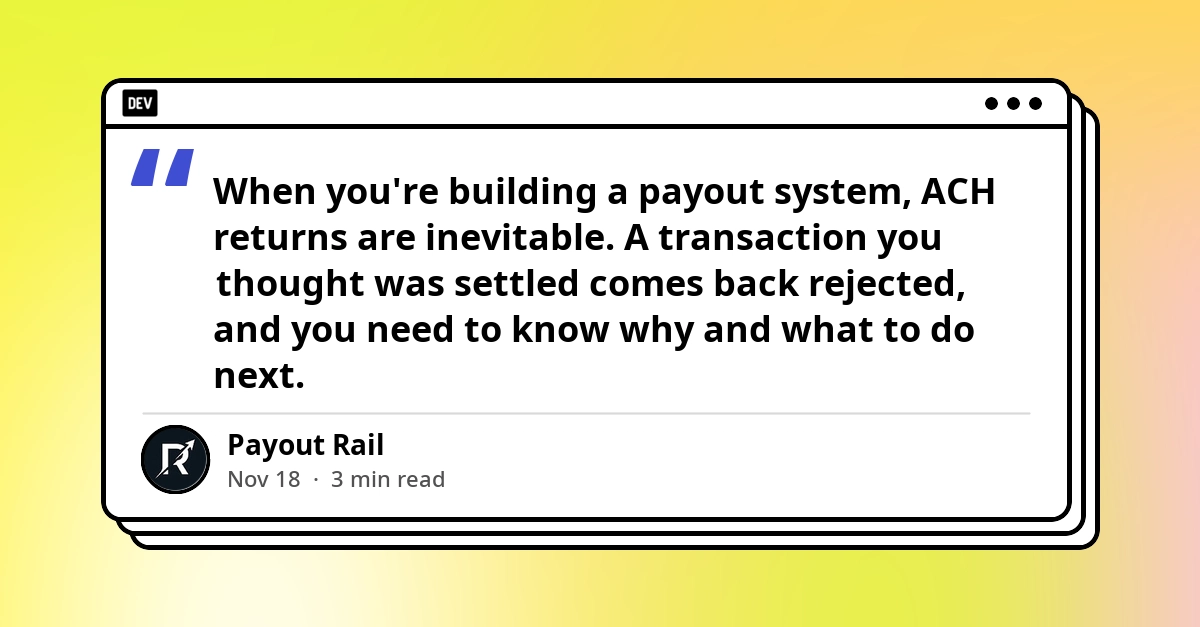 DEV
“
When you're building a payout system, ACH
returns are inevitable. A transaction you
thought was settled comes back rejected,
and you need to know why and what to do
next.
Payout Rail
Nov 18 · 3 min read